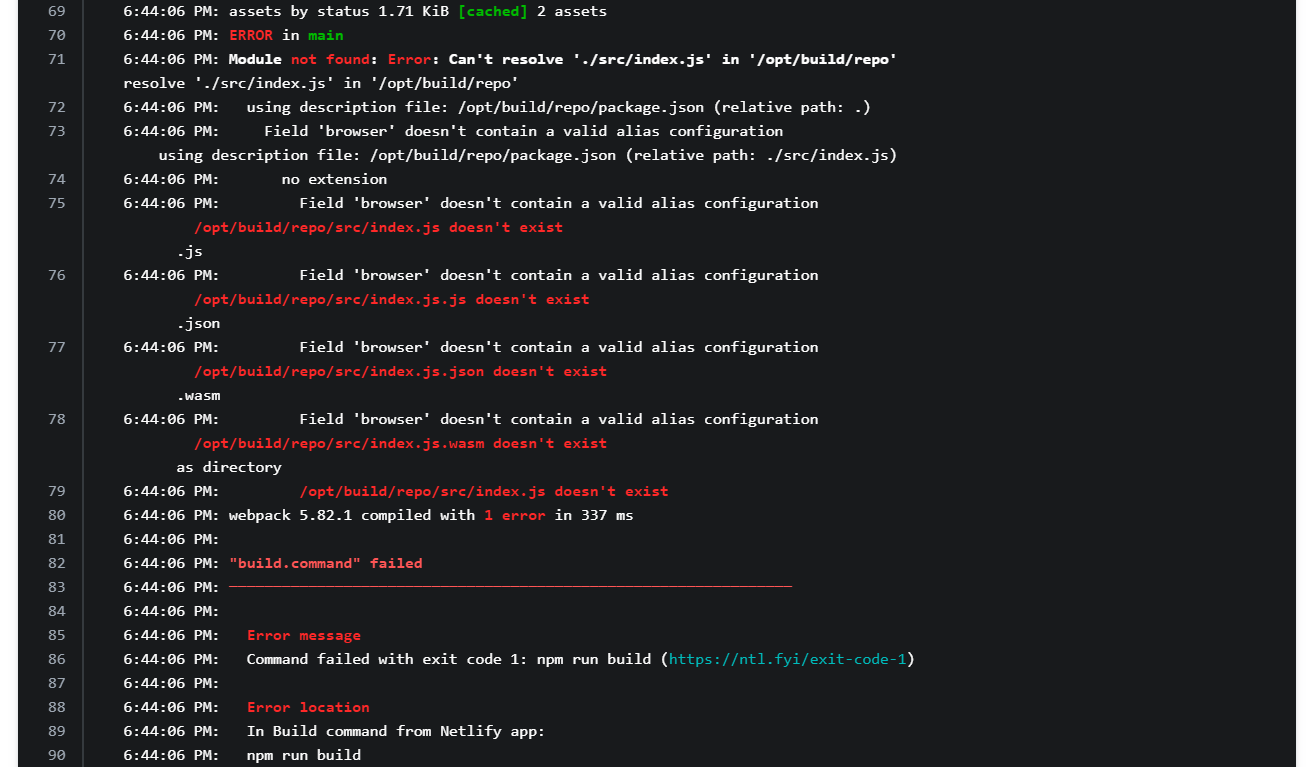 69 6:44:06 PM: assets by status 1.71 KiB [cached] 2 assets
70 6:44:06 PM: ERROR in main
71 6:44:06 PM: Module not found: Error: Can't resolve './src/index.js' in '/opt/build/repo'
resolve './src/index.js' in '/opt/build/repo'
72 6:44:06 PM:   using description file: /opt/build/repo/package.json (relative path: .)
73 6:44:06 PM:     Field 'browser' doesn't contain a valid alias configuration
    using description file: /opt/build/repo/package.json (relative path: ./src/index.js)
74 6:44:06 PM:       no extension
75 6:44:06 PM:         Field 'browser' doesn't contain a valid alias configuration
        /opt/build/repo/src/index.js doesn't exist
      .js
76 6:44:06 PM:         Field 'browser' doesn't contain a valid alias configuration
        /opt/build/repo/src/index.js.js doesn't exist
      .json
77 6:44:06 PM:         Field 'browser' doesn't contain a valid alias configuration
        /opt/build/repo/src/index.js.json doesn't exist
      .wasm
78 6:44:06 PM:         Field 'browser' doesn't contain a valid alias configuration
        /opt/build/repo/src/index.js.wasm doesn't exist
      as directory
79 6:44:06 PM:         /opt/build/repo/src/index.js doesn't exist
80 6:44:06 PM: webpack 5.82.1 compiled with 1 error in 337 ms
81 6:44:06 PM:
82 6:44:06 PM: "build.command" failed
83 6:44:06 PM: ────────────────────────────────────────────────────────────────
84 6:44:06 PM:
85 6:44:06 PM:   Error message
86 6:44:06 PM:   Command failed with exit code 1: npm run build (https://ntl.fyi/exit-code-1)
87 6:44:06 PM:
88 6:44:06 PM:   Error location
89 6:44:06 PM:   In Build command from Netlify app:
90 6:44:06 PM:   npm run build